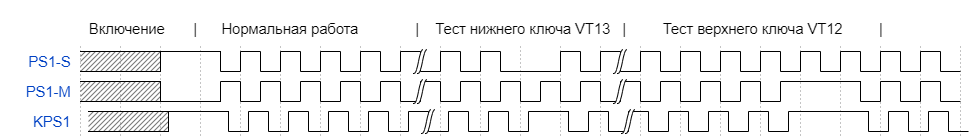 Включение | Нормальная работа | Тест нижнего ключа VT13 | Тест верхнего ключа VT12 |
PS1-S
PS1-M
KPS1